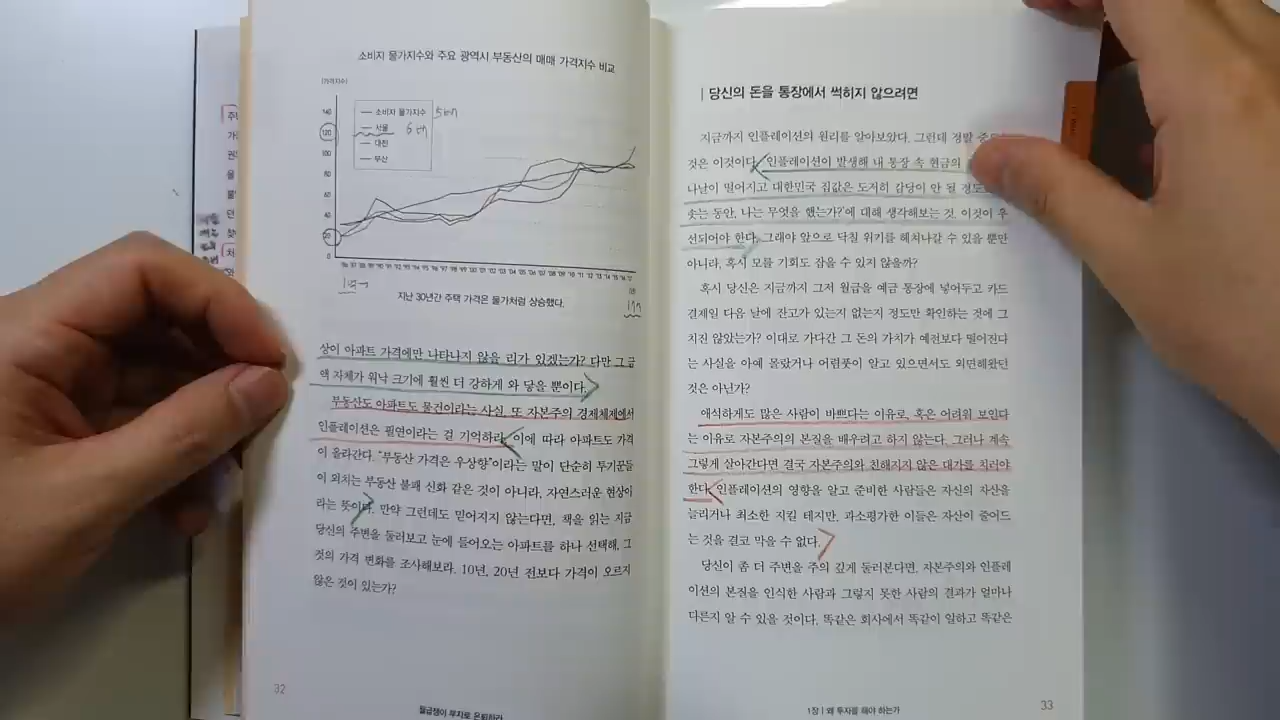 소비자 물가지수와 주요 광역시 부동산의 매매 가격지수 비교
(가격지수)
140
120
100
80
60
40
20
0
소비자 물가지수 5배
서울 6배
대전
부산
지난 30년간 주택 가격은 물가처럼 상승했다.
상이 아파트 가격에만 나타나지 않을 리가 있겠는가? 다만 그 금
액 자체가 워낙 크기에 훨씬 더 강하게 와 닿을 뿐이다.
부동산도 아파트도 물건이라는 사실, 또 자본주의 경제체제에서
인플레이션은 필연이라는 걸 기억하라. 이에 따라 아파트도 가격
이 올라간다. "부동산 가격은 우상향"이라는 말이 단순히 투기꾼들
이 외치는 부동산 불패 신화 같은 것이 아니라, 자연스러운 현상이
라는 뜻이다. 만약 그런데도 믿어지지 않는다면, 책을 읽는 지금
당신의 주변을 둘러보고 눈에 들어오는 아파트를 하나 선택해, 그
것의 가격 변화를 조사해보라. 10년, 20년 전보다 가격이 오르지
않은 것이 있는가?
32
월급쟁이 부자로 은퇴하라
당신의 돈을 통장에서 썩히지 않으려면
지금까지 인플레이션의 원리를 알아보았다. 그런데 정말
것은 이것이다. '인플레이션이 발생해 내 통장 속 현금의
나날이 떨어지고 대한민국 집값은 도저히 감당이 안 될
솟는 동안, 나는 무엇을 했는가?'에 대해 생각해보는 것. 이것이 우
선되어야 한다. 그래야 앞으로 닥칠 위기를 헤쳐나갈 수 있을 뿐만
아니라, 혹시 모를 기회도 잡을 수 있지 않을까?
혹시 당신은 지금까지 그저 월급을 예금 통장에 넣어두고 카드
결제일 다음 날에 잔고가 있는지 없는지 정도만 확인하는 것에 그
치진 않았는가? 이대로 가다간 그 돈의 가치가 예전보다 떨어진다
는 사실을 아예 몰랐거나 어렴풋이 알고 있으면서도 외면해왔던
것은 아닌가?
애석하게도 많은 사람이 바쁘다는 이유로, 혹은 어려워 보인다
는 이유로 자본주의의 본질을 배우려고 하지 않는다. 그러나 계속
그렇게 살아간다면 결국 자본주의와 친해지지 않은 대가를 치러야
한다. 인플레이션의 영향을 알고 준비한 사람들은 자신의 자산을
늘리거나 최소한 지킬 테지만, 과소평가한 이들은 자산이 줄어드
는 것을 결코 막을 수 없다.
당신이 좀 더 주변을 주의 깊게 둘러본다면, 자본주의와 인플레
이션의 본질을 인식한 사람과 그렇지 못한 사람의 결과가 얼마나
다른지 알 수 있을 것이다. 똑같은 회사에서 똑같이 일하고 똑같은
1장 | 왜 투자를 해야 하는가
33